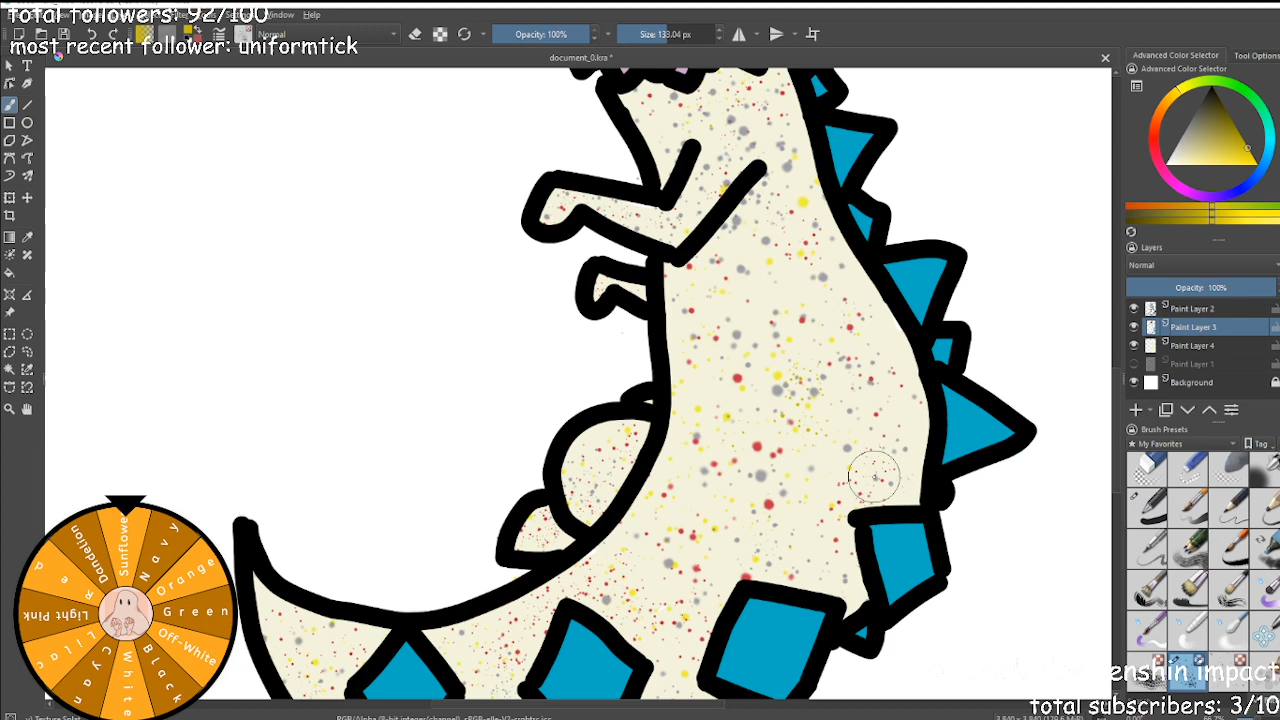 total followers: 92/100
Window Help
most recent follower: uniformtick
Normal
Opacity: 100%
Size: 133.04 px
document_0.kra *
Advanced Color Selector
Tool Options
Advanced Color Selector
Layers
Normal
Opacity: 100%
Paint Layer 2
Paint Layer 3
Paint Layer 4
Paint Layer 1
Background
Brush Presets
My Favorites
Tag
Sunflowe
Navy
Orange
Green
Off-White
Black
White
Cyan
Lilac
Light Pink
Red
Dandelion
enshin impact
total subscribers: 3/10